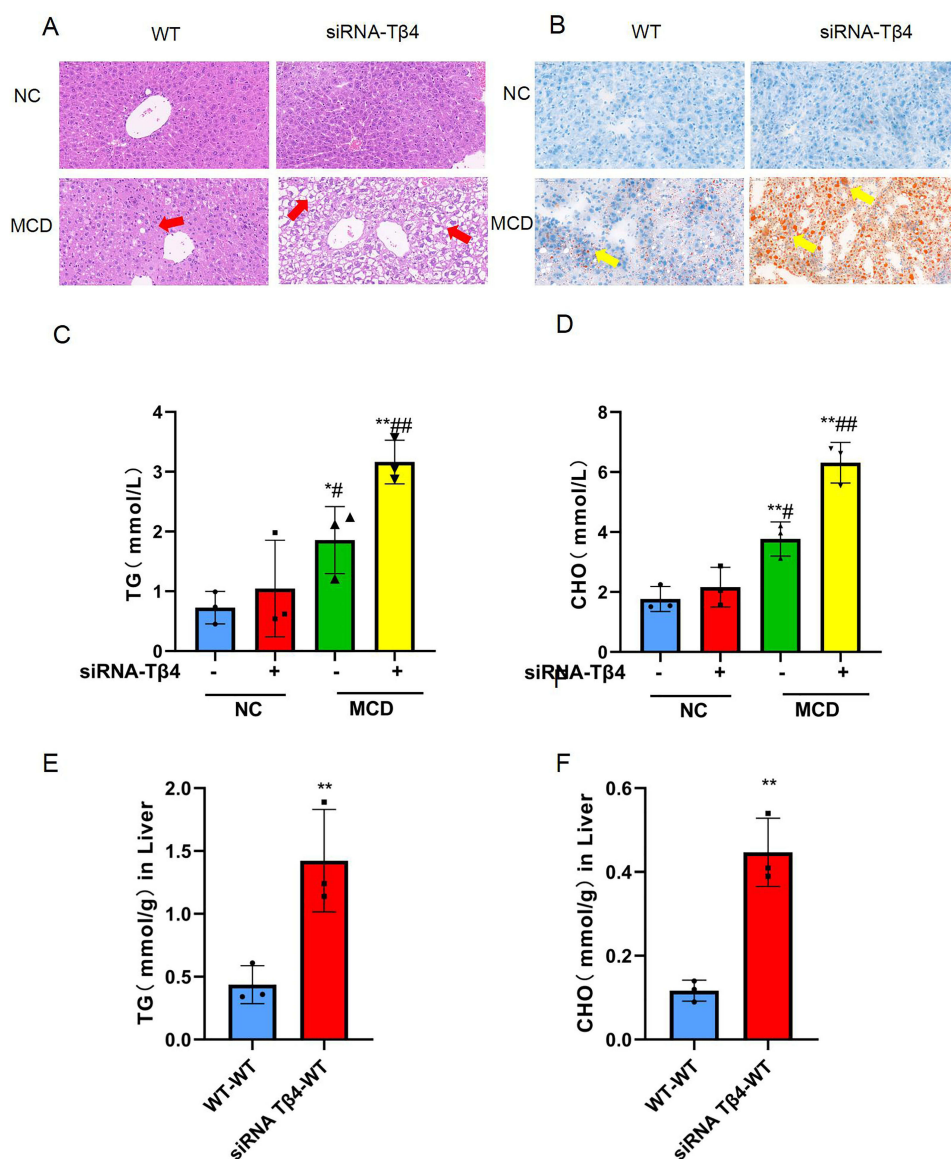 A
WT
siRNA-Tβ4
NC
MCD
B
WT
siRNA-Tβ4
NC
MCD
C
TG( mmol/L)
4
3
2
1
0
*#
**##
siRNA-Tβ4 - + - +
NC MCD
D
CHO( mmol/L)
8
6
4
2
0
**#
**##
siRNA-Tβ4 - + - +
NC MCD
E
TG( mmol/g) in Liver
2.0
1.5
1.0
0.5
0.0
**
WT-WT
siRNA Tβ4-WT
F
CHO( mmol/g) in Liver
0.6
0.4
0.2
0.0
**
WT-WT
siRNA Tβ4-WT